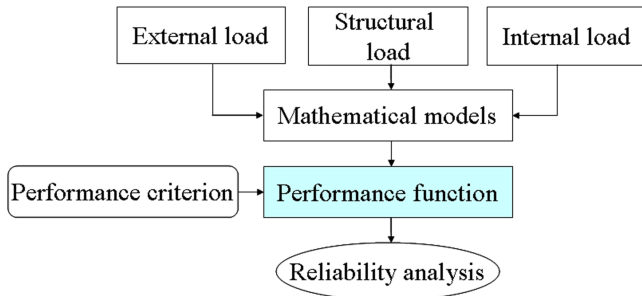 External load
Structural
load
Internal load
Mathematical models
Performance criterion
Performance function
Reliability analysis